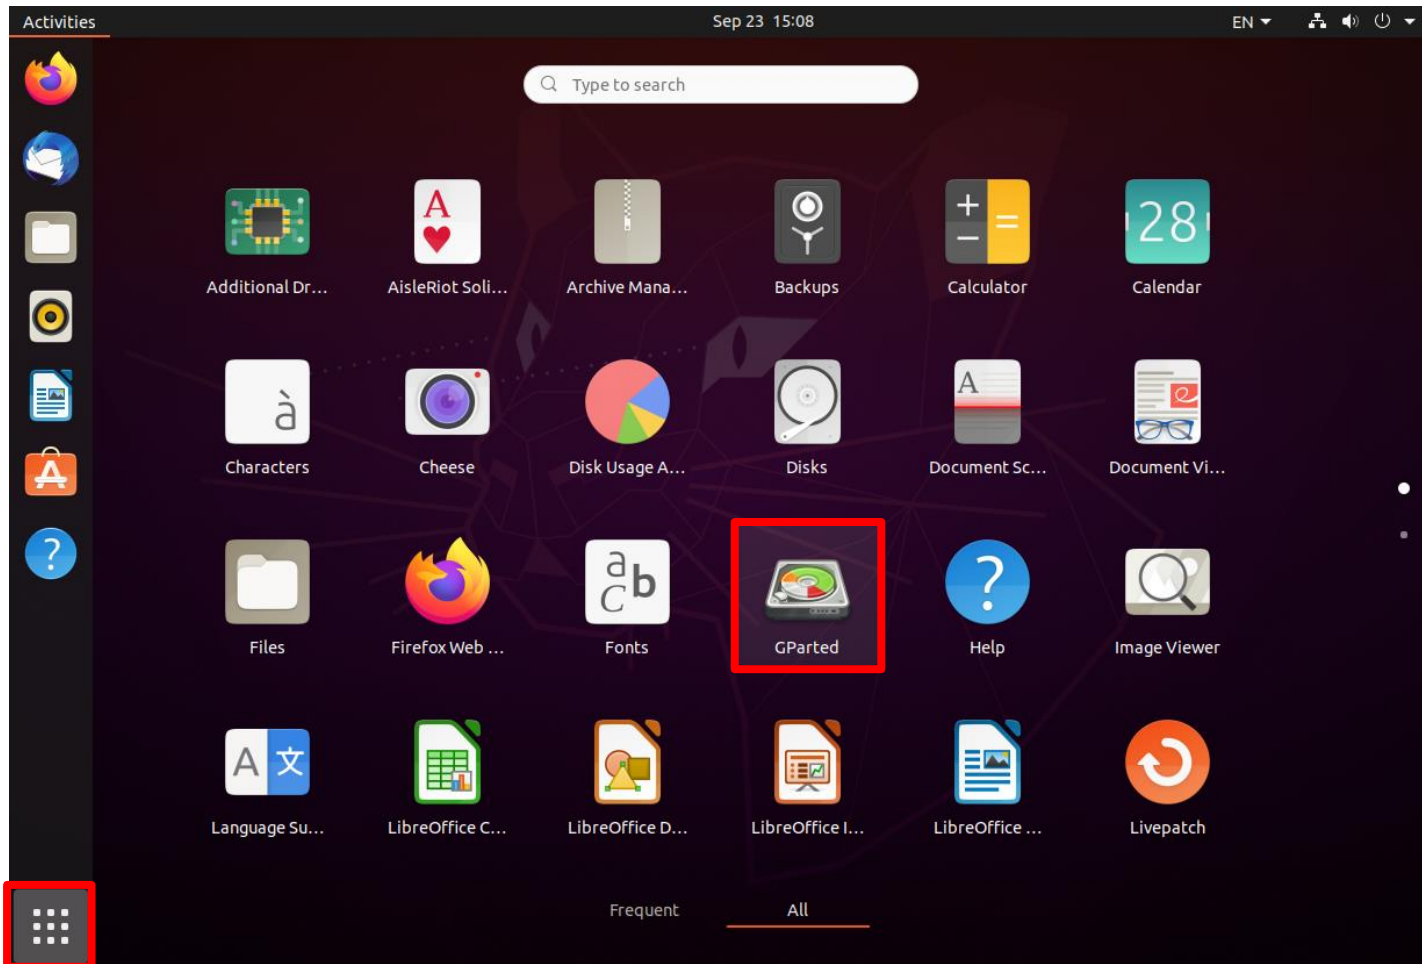 Activities Sep 23 15:08 EN
Type to search
Additional Dr... AisleRiot Soli... Archive Mana... Backups Calculator Calendar
A + − = 28
Characters Cheese Disk Usage A... Disks Document Sc... Document Vi...
à A
Files Firefox Web ... Fonts GParted Help Image Viewer
a b C ?
Language Su... LibreOffice C... LibreOffice D... LibreOffice I... LibreOffice ... Livepatch
A 文
Frequent All